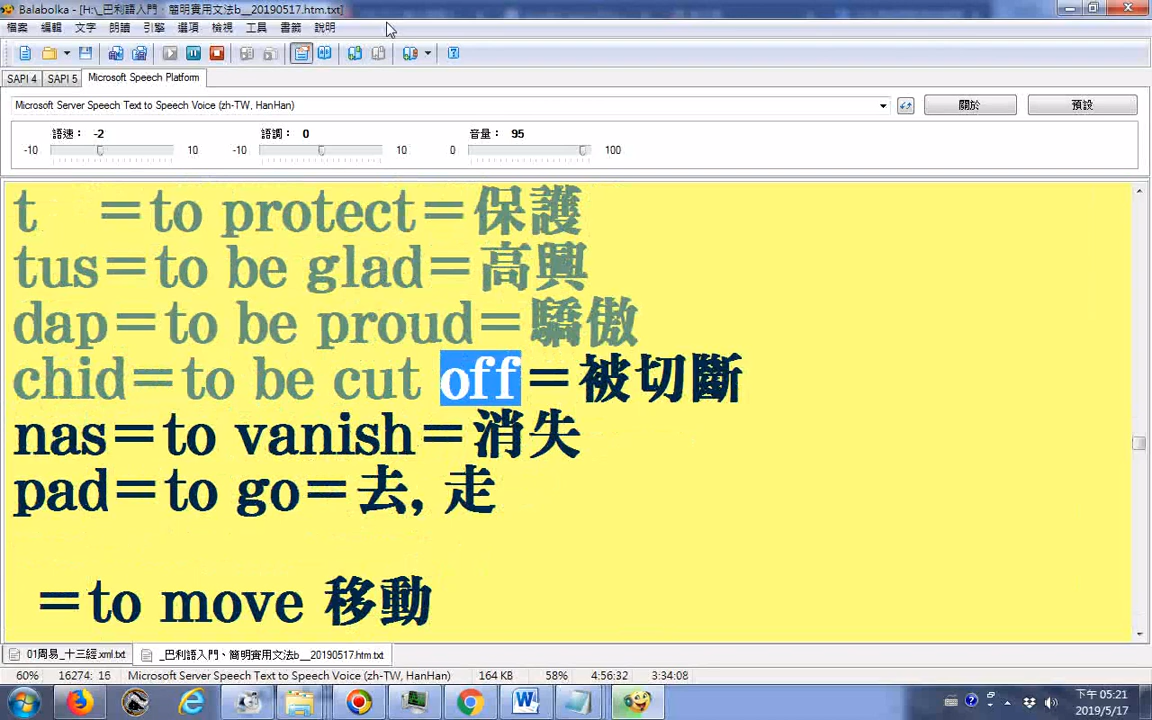 Balabolka - [H:\_巴利語入門、簡明實用文法b__20190517.htm.txt]
檔案 編輯 文字 朗讀 引擎 選項 檢視 工具 書籤 說明
SAPI 4 SAPI 5 Microsoft Speech Platform
Microsoft Server Speech Text to Speech Voice (zh-TW, HanHan) 關於 預設
語速： -2 語調： 0 音量： 95
-10 10 -10 10 0 100
t =to protect=保護
tus=to be glad=高興
dap=to be proud=驕傲
chid=to be cut off=被切斷
nas=to vanish=消失
pad=to go=去, 走
=to move 移動
01周易_十三經.xml.txt _巴利語入門、簡明實用文法b__20190517.htm.txt
60% 16274: 16 Microsoft Server Speech Text to Speech Voice (zh-TW, HanHan) 164 KB 58% 4:56:32 3:34:08
下午 05:21
2019/5/17